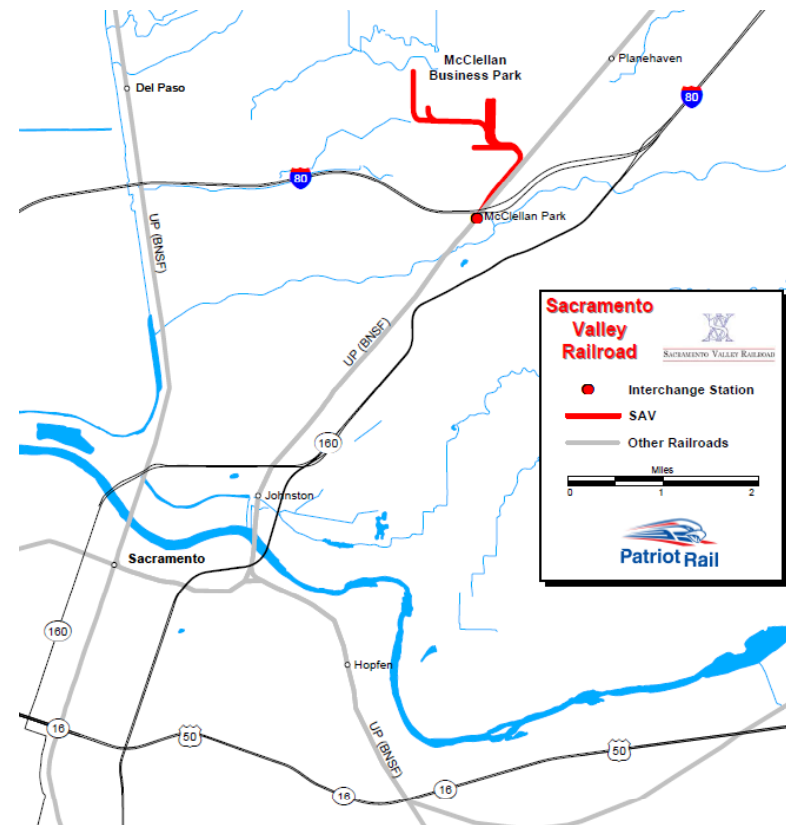 McClellan
Business Park
Planehaven
Del Paso
80
80
McClellan Park
UP (BNSF)
UP (BNSF)
Sacramento
Valley
Railroad
SACRAMENTO VALLEY RAILROAD
Interchange Station
SAV
Other Railroads
Miles
0 1 2
Patriot Rail
160
Johnston
Sacramento
160
Hopfen
16
50
UP (BNSF)
50
16
16